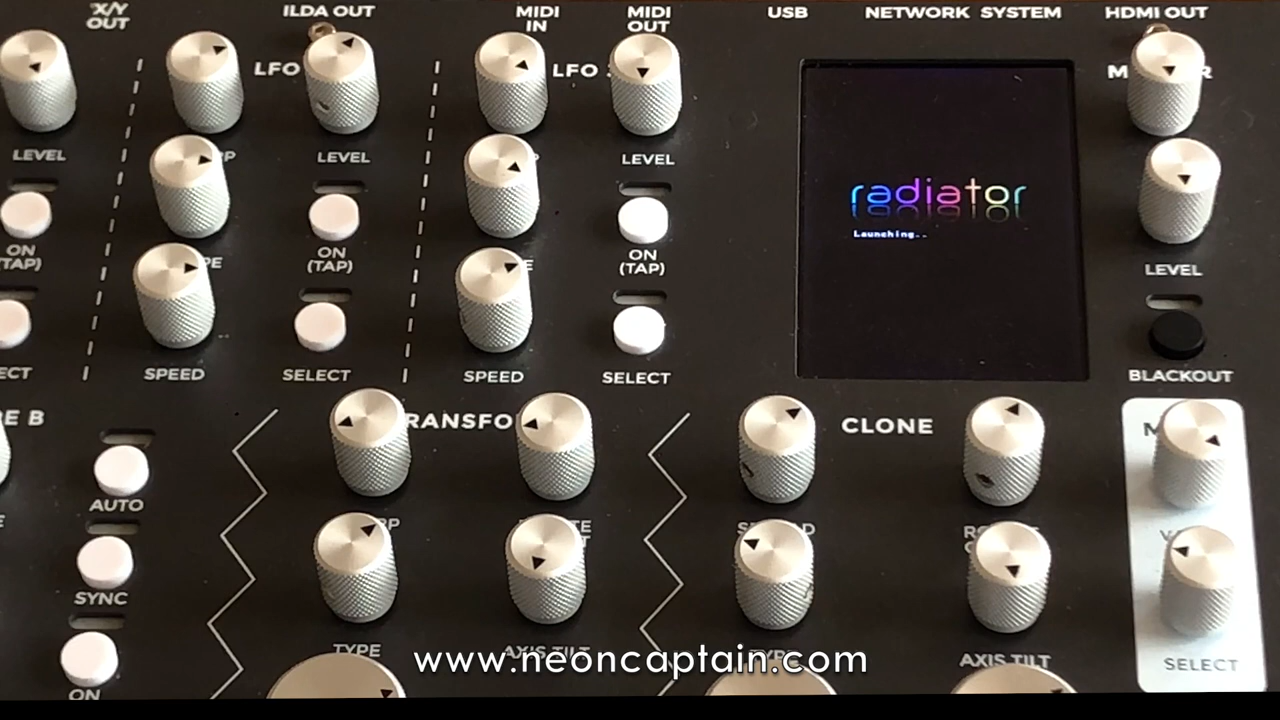 X/Y OUT
ILDA OUT
MIDI IN
MIDI OUT
USB
NETWORK
SYSTEM
HDMI OUT
LFO
LFO
LEVEL
LEVEL
LEVEL
radiator
Launching..
ON (TAP)
ON (TAP)
ON (TAP)
LEVEL
SPEED
SELECT
SPEED
SELECT
BLACKOUT
CLONE
AUTO
SYNC
TYPE
AXIS TILT
www.neoncaptain.com
AXIS TILT
SELECT
ON